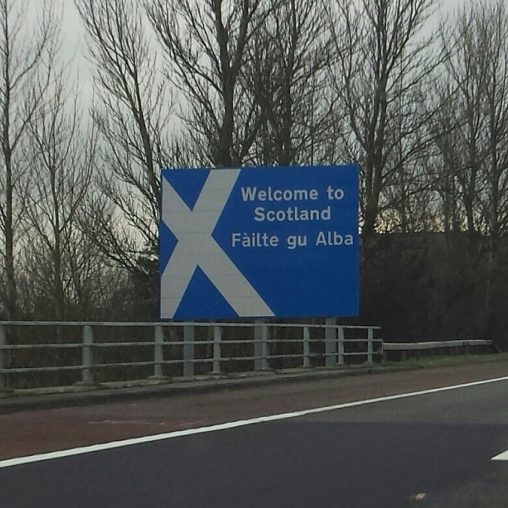 Welcome to
Scotland
Fàilte gu Alba